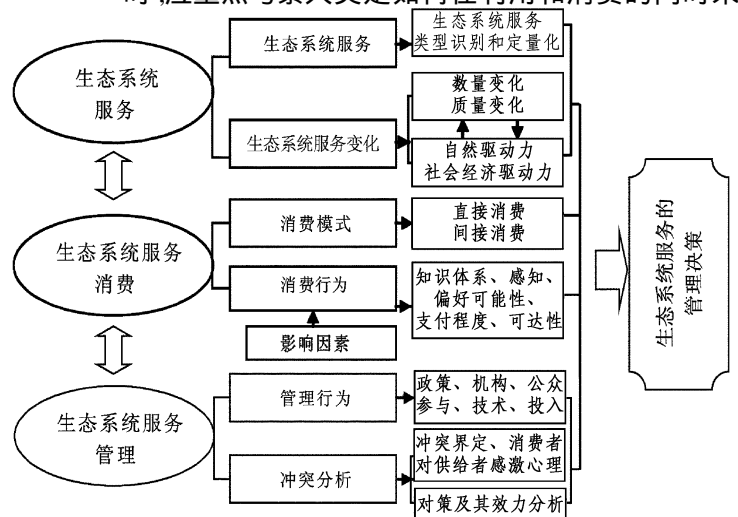 生态系统
服务
生态系统服务
生态系统服务
类型识别和定量化
生态系统服务变化
数量变化
质量变化
自然驱动力
社会经济驱动力
生态系统服务
消费
消费模式
直接消费
间接消费
消费行为
知识体系、感知、
偏好可能性、
支付程度、可达性
影响因素
生态系统服务
管理
管理行为
政策、机构、公众
参与、技术、投入
冲突分析
冲突界定、消费者
对供给者感激心理
对策及其效力分析
生态系统服务的
管理决策